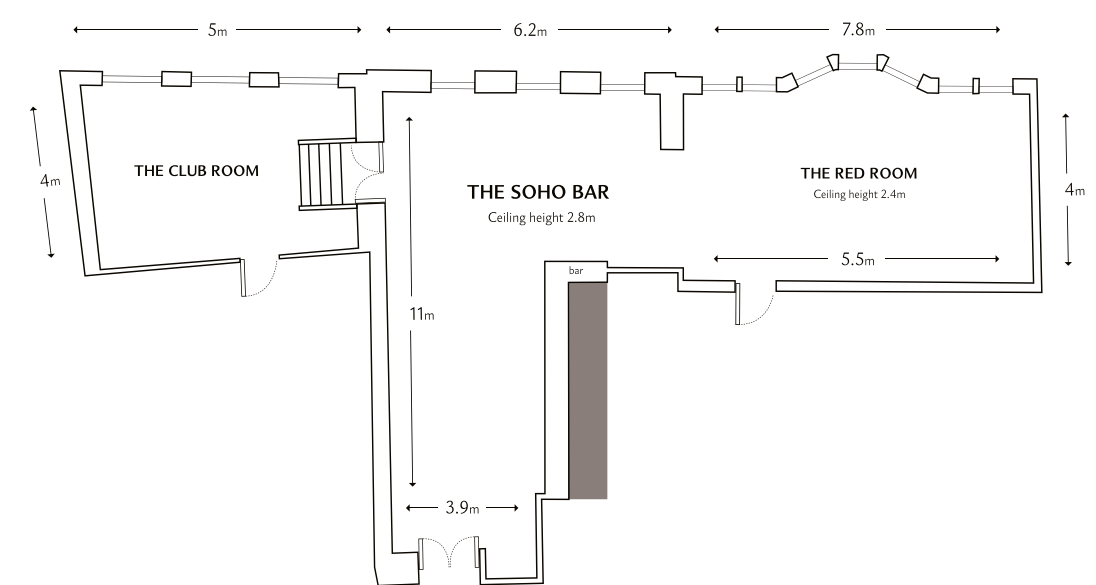 5m
6.2m
7.8m
4m
THE CLUB ROOM
THE SOHO BAR
Ceiling height 2.8m
THE RED ROOM
Ceiling height 2.4m
4m
5.5m
bar
11m
3.9m